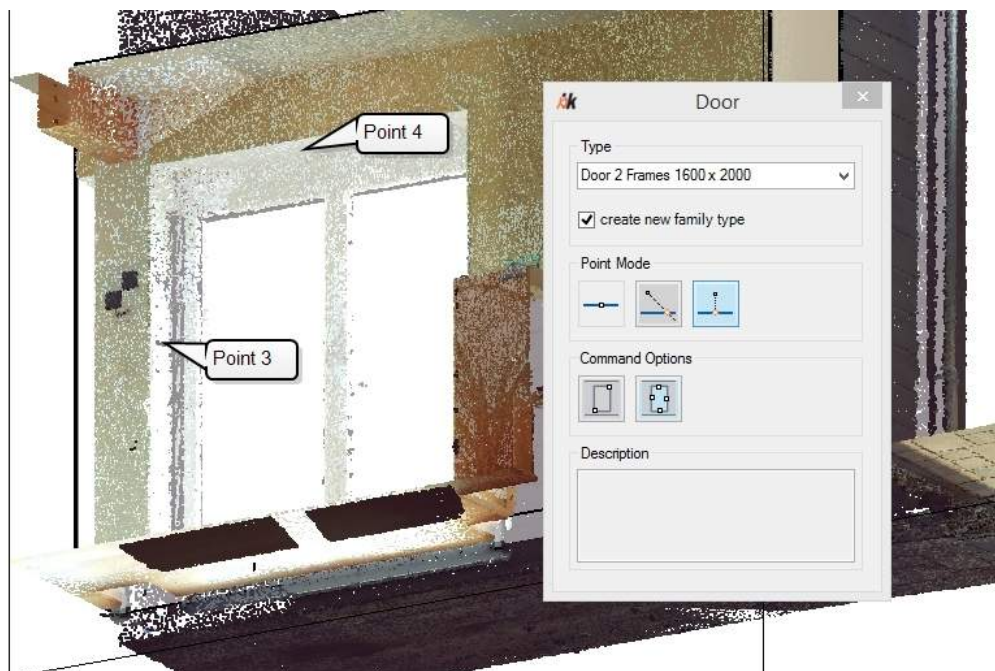 Point 4
Point 3
Door
Type
Door 2 Frames 1600 x 2000
create new family type
Point Mode
Command Options
Description